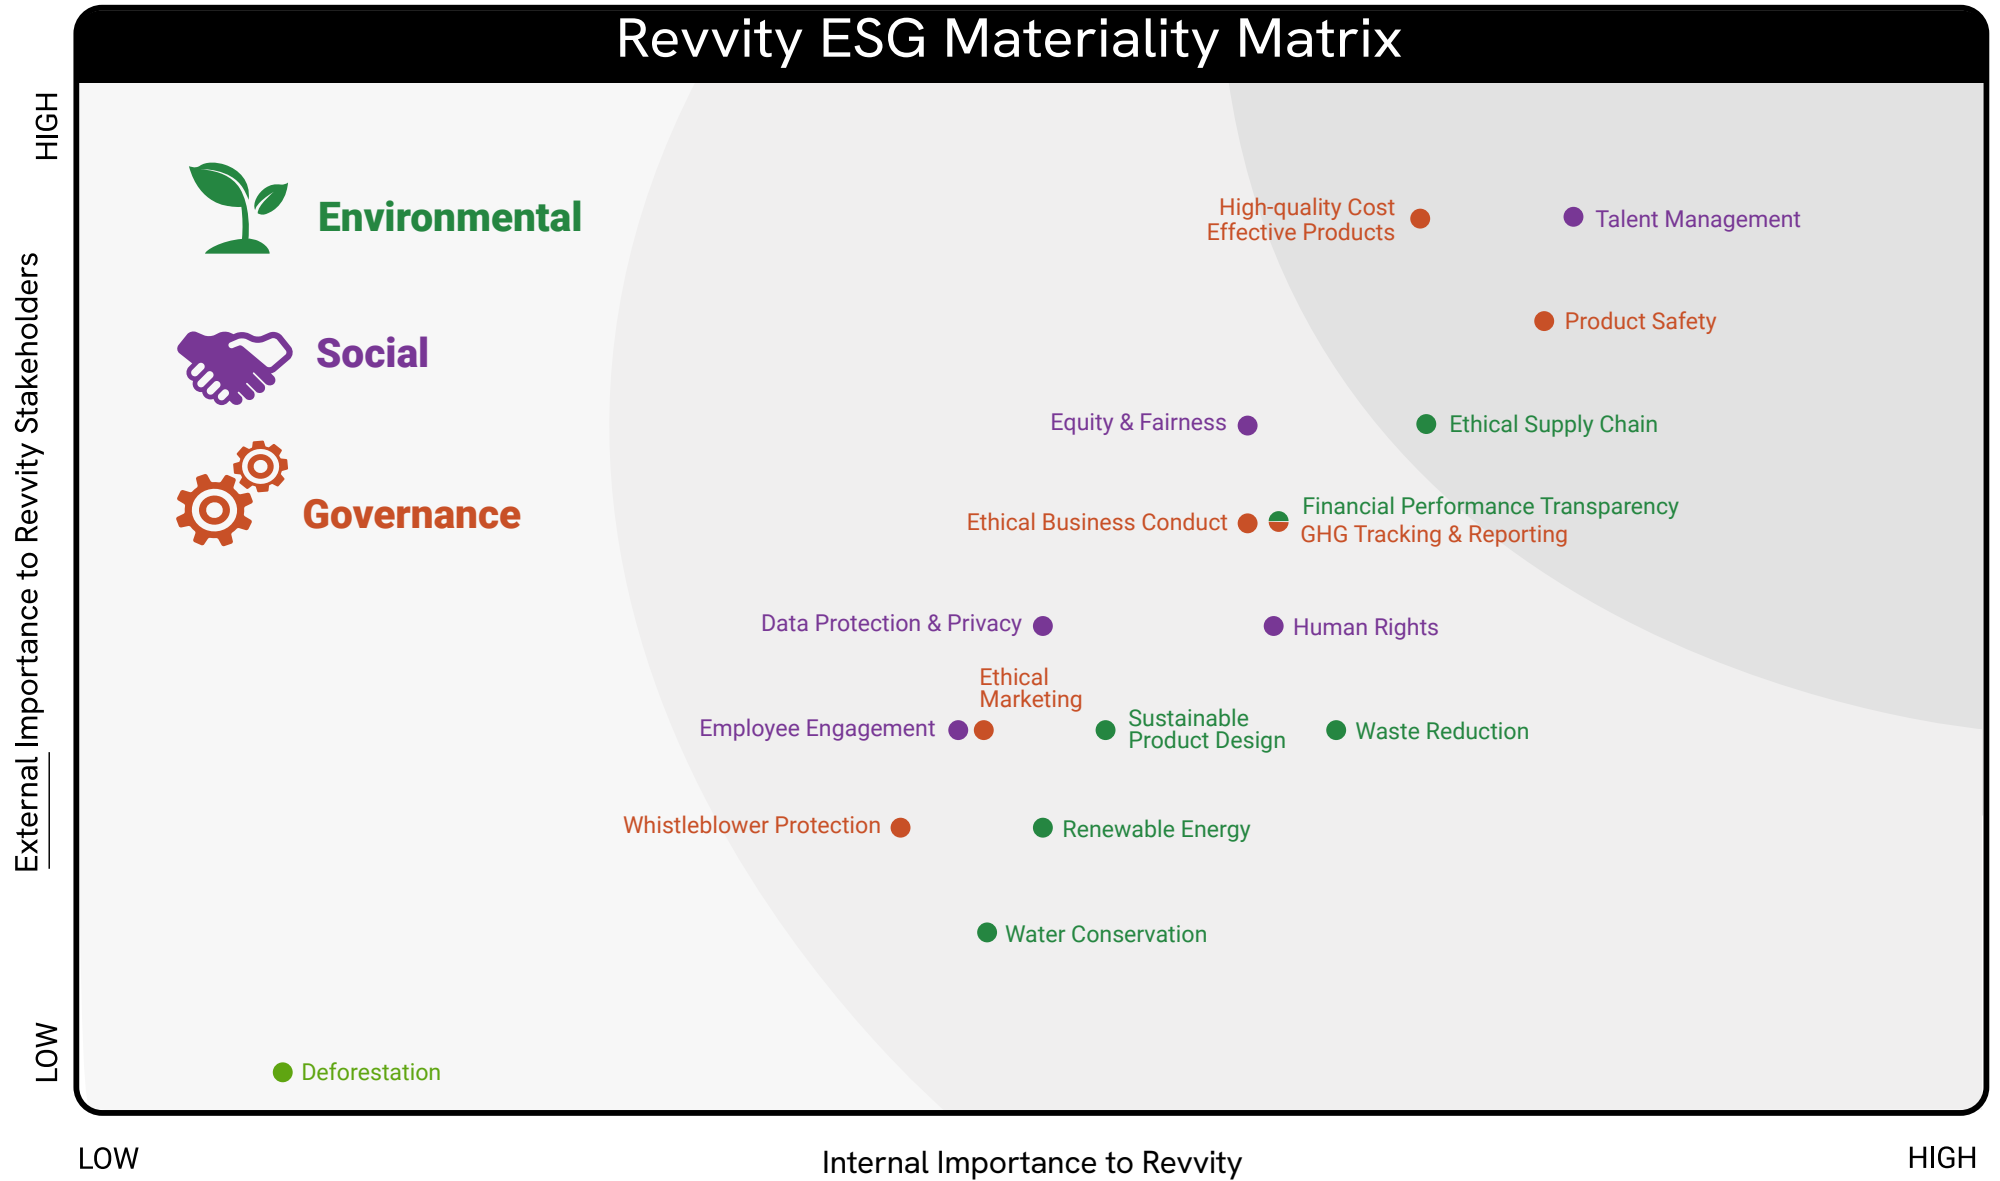 Revvity ESG Materiality Matrix
HIGH
External Importance to Revvity Stakeholders
LOW
Environmental
Social
Governance
High-quality Cost
Effective Products
Talent Management
Product Safety
Equity & Fairness
Ethical Supply Chain
Ethical Business Conduct
Financial Performance Transparency
GHG Tracking & Reporting
Data Protection & Privacy
Human Rights
Ethical
Marketing
Employee Engagement
Sustainable
Product Design
Waste Reduction
Whistleblower Protection
Renewable Energy
Water Conservation
Deforestation
LOW
Internal Importance to Revvity
HIGH